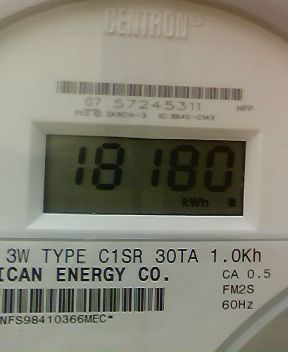 CENTRON®
07 57245311 HPP
18180
kWh
3W TYPE C1SR 30TA 1.0Kh
ICAN ENERGY CO. CA 0.5
FM2S
60Hz
NFS98410366MEC*